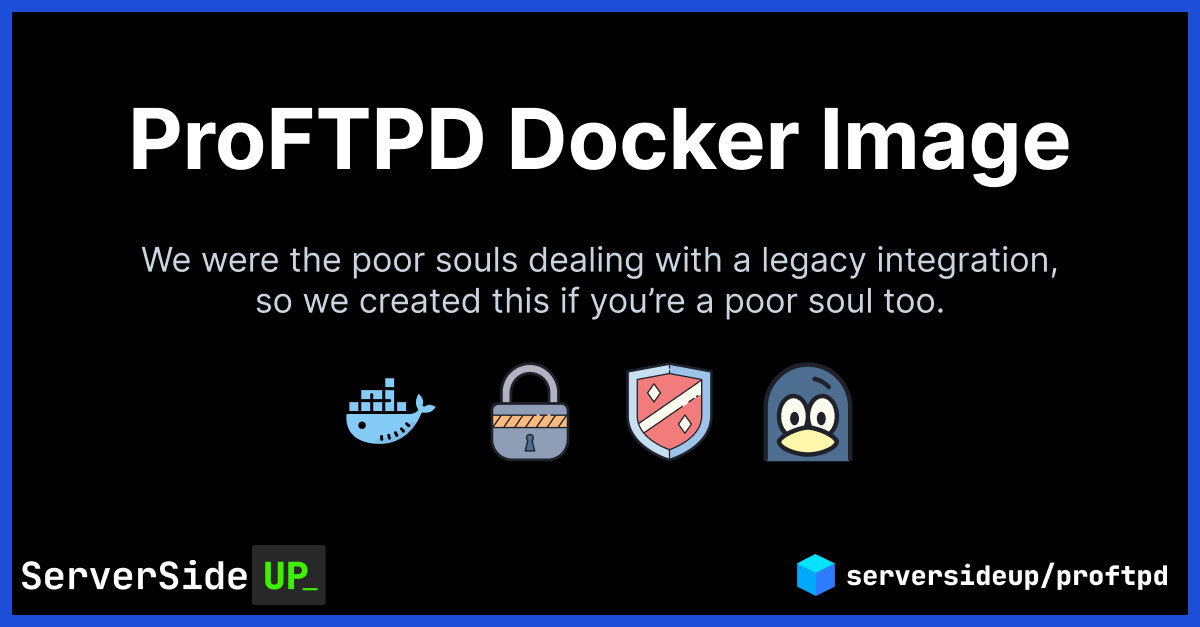 ProFTPD Docker Image
We were the poor souls dealing with a legacy integration,
so we created this if you’re a poor soul too.
ServerSide UP_
serversideup/proftpd